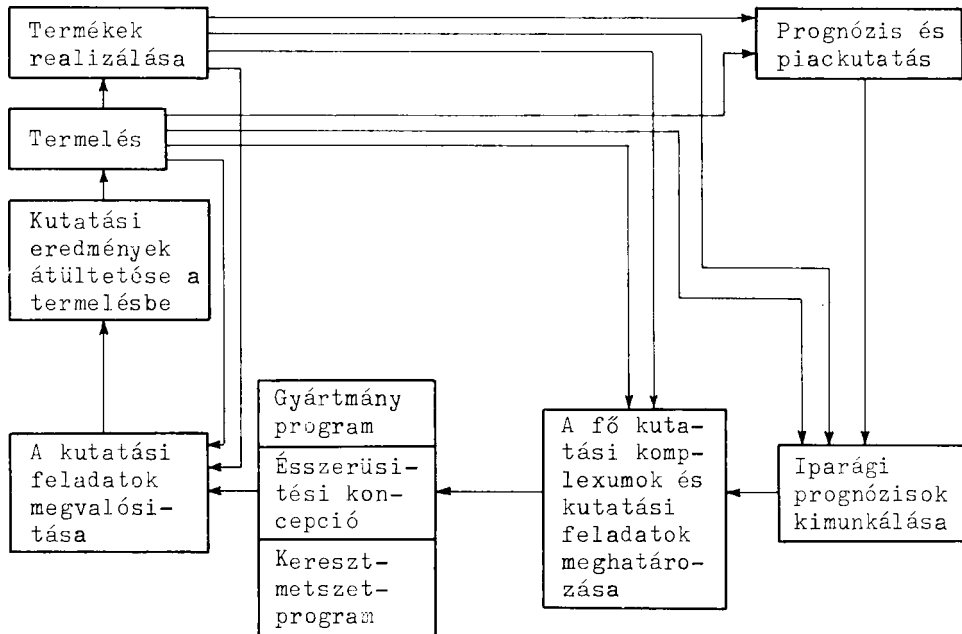 Termékek
realizálása
Prognózis és
piackutatás
Termelés
Kutatási
eredmények
átültetése a
termelésbe
A kutatási
feladatok
megvalósi-
tása
Gyártmány
program
Ésszerüsi-
tési kon-
cepció
Kereszt-
metszet-
program
A fő kuta-
tási komp-
lexumok és
kutatási
feladatok
meghatáro-
zása
Iparági
prognózisok
kimunkálása